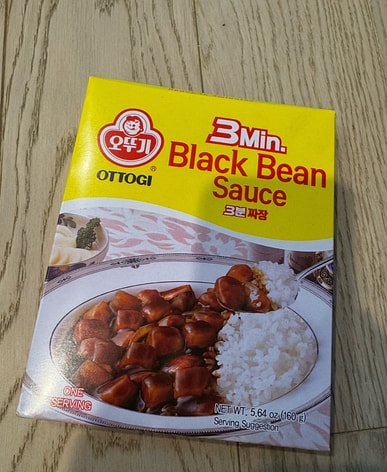 3Min.
오뚜기
OTTOGI ®
Black Bean
Sauce
3분 짜장
ONE
SERVING
NET WT. 5.64 oz (160 g)
Serving Suggestion